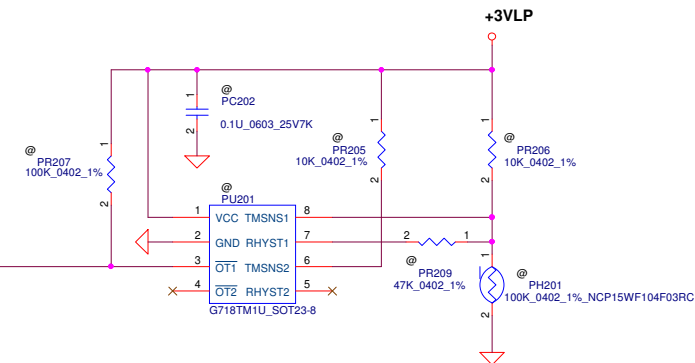 +3VLP
@
PC202
0.1U_0603_25V7K
1
2
@
PR207
100K_0402_1%
1
2
@
PR205
10K_0402_1%
1
2
@
PR206
10K_0402_1%
1
2
@
PU201
1 VCC TMSNS1 8
2 GND RHYST1 7
3 OT1 TMSNS2 6
4 OT2 RHYST2 5
G718TM1U_SOT23-8
2 1
@
PR209
47K_0402_1%
1
2
@
PH201
100K_0402_1%_NCP15WF104F03RC